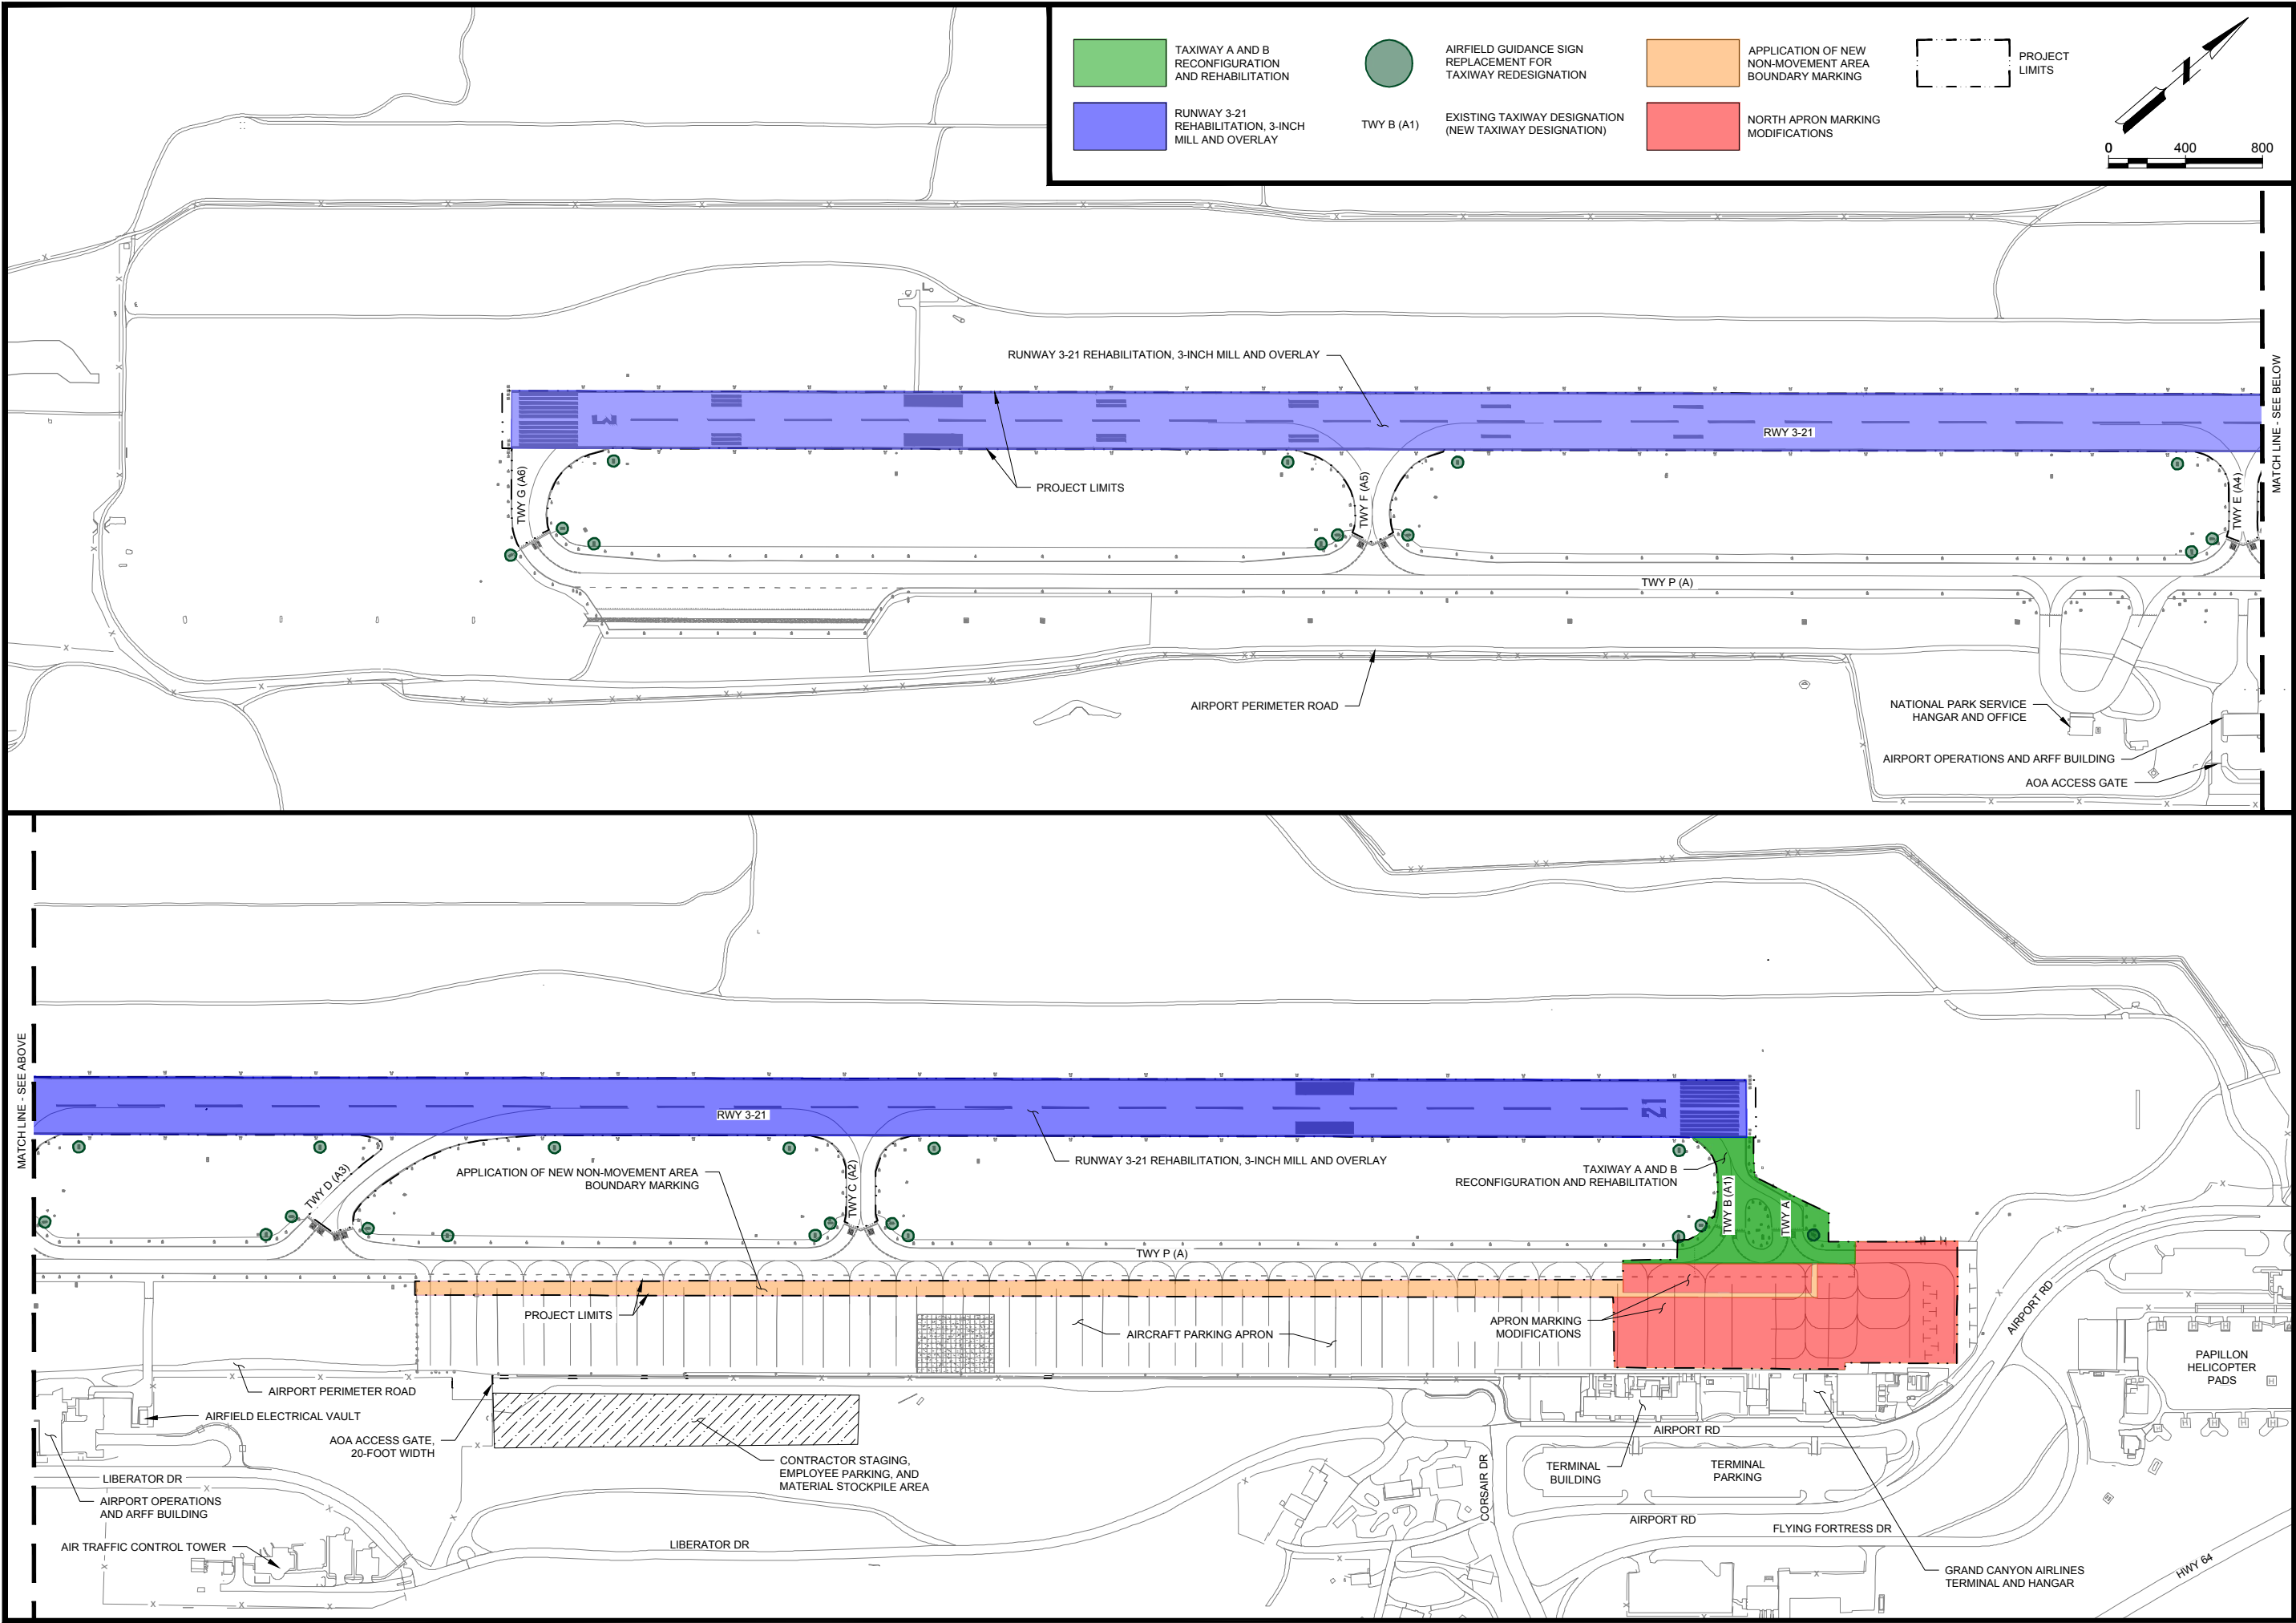 TAXIWAY A AND B
RECONFIGURATION
AND REHABILITATION
RUNWAY 3-21
REHABILITATION, 3-INCH
MILL AND OVERLAY
AIRFIELD GUIDANCE SIGN
REPLACEMENT FOR
TAXIWAY REDESIGNATION
TWY B (A1)
EXISTING TAXIWAY DESIGNATION
(NEW TAXIWAY DESIGNATION)
APPLICATION OF NEW
NON-MOVEMENT AREA
BOUNDARY MARKING
NORTH APRON MARKING
MODIFICATIONS
PROJECT
LIMITS
N
0 400 800
RUNWAY 3-21 REHABILITATION, 3-INCH MILL AND OVERLAY
3
RWY 3-21
PROJECT LIMITS
TWY G (A6)
TWY F (A5)
TWY E (A4)
TWY P (A)
MATCH LINE - SEE BELOW
AIRPORT PERIMETER ROAD
NATIONAL PARK SERVICE
HANGAR AND OFFICE
AIRPORT OPERATIONS AND ARFF BUILDING
AOA ACCESS GATE
MATCH LINE - SEE ABOVE
RWY 3-21
21
TWY D (A3)
APPLICATION OF NEW NON-MOVEMENT AREA
BOUNDARY MARKING
TWY C (A2)
RUNWAY 3-21 REHABILITATION, 3-INCH MILL AND OVERLAY
TAXIWAY A AND B
RECONFIGURATION AND REHABILITATION
TWY B (A1)
TWY A
TWY P (A)
PROJECT LIMITS
AIRCRAFT PARKING APRON
APRON MARKING
MODIFICATIONS
AIRPORT RD
PAPILLON
HELICOPTER
PADS
H
H
H
H
H
H
H
H
H
AIRPORT PERIMETER ROAD
AIRFIELD ELECTRICAL VAULT
AOA ACCESS GATE,
20-FOOT WIDTH
CONTRACTOR STAGING,
EMPLOYEE PARKING, AND
MATERIAL STOCKPILE AREA
LIBERATOR DR
AIRPORT OPERATIONS
AND ARFF BUILDING
AIR TRAFFIC CONTROL TOWER
LIBERATOR DR
CORSAIR DR
AIRPORT RD
TERMINAL
BUILDING
TERMINAL
PARKING
AIRPORT RD
FLYING FORTRESS DR
GRAND CANYON AIRLINES
TERMINAL AND HANGAR
HWY 64